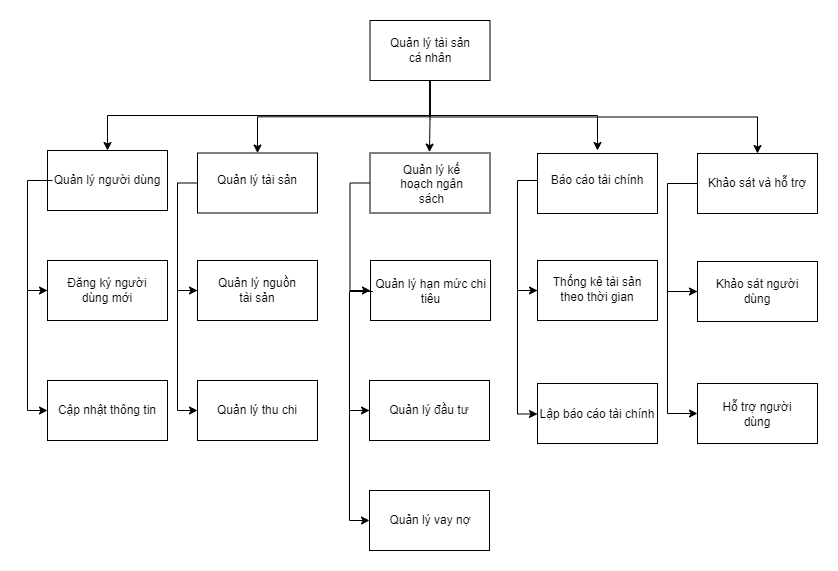 Quản lý tài sản
cá nhân
Quản lý người dùng
Quản lý tài sản
Quản lý kế
hoạch ngân
sách
Báo cáo tài chính
Khảo sát và hỗ trợ
Đăng ký người
dùng mới
Quản lý nguồn
tài sản
Quản lý hạn mức chi
tiêu
Thống kê tài sản
theo thời gian
Khảo sát người
dùng
Cập nhật thông tin
Quản lý thu chi
Quản lý đầu tư
Lập báo cáo tài chính
Hỗ trợ người
dùng
Quản lý vay nợ